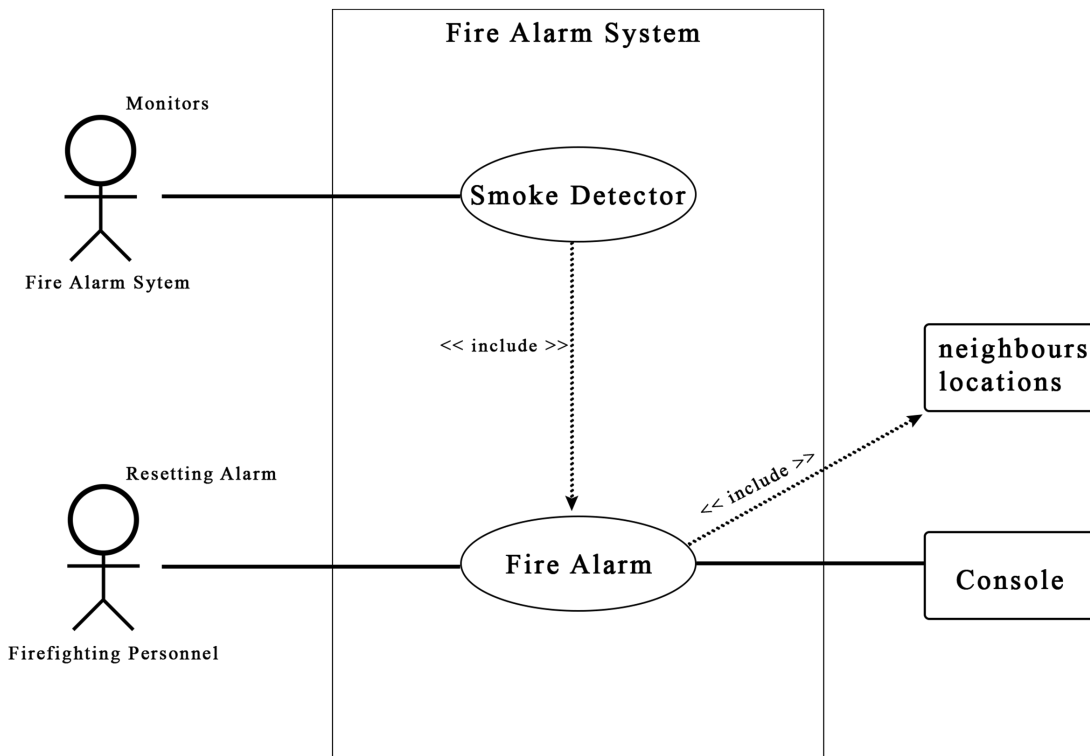 Fire Alarm System
Monitors
Smoke Detector
Fire Alarm Sytem
<< include >>
neighbours
locations
<< include >>
Resetting Alarm
Fire Alarm
Console
Firefighting Personnel